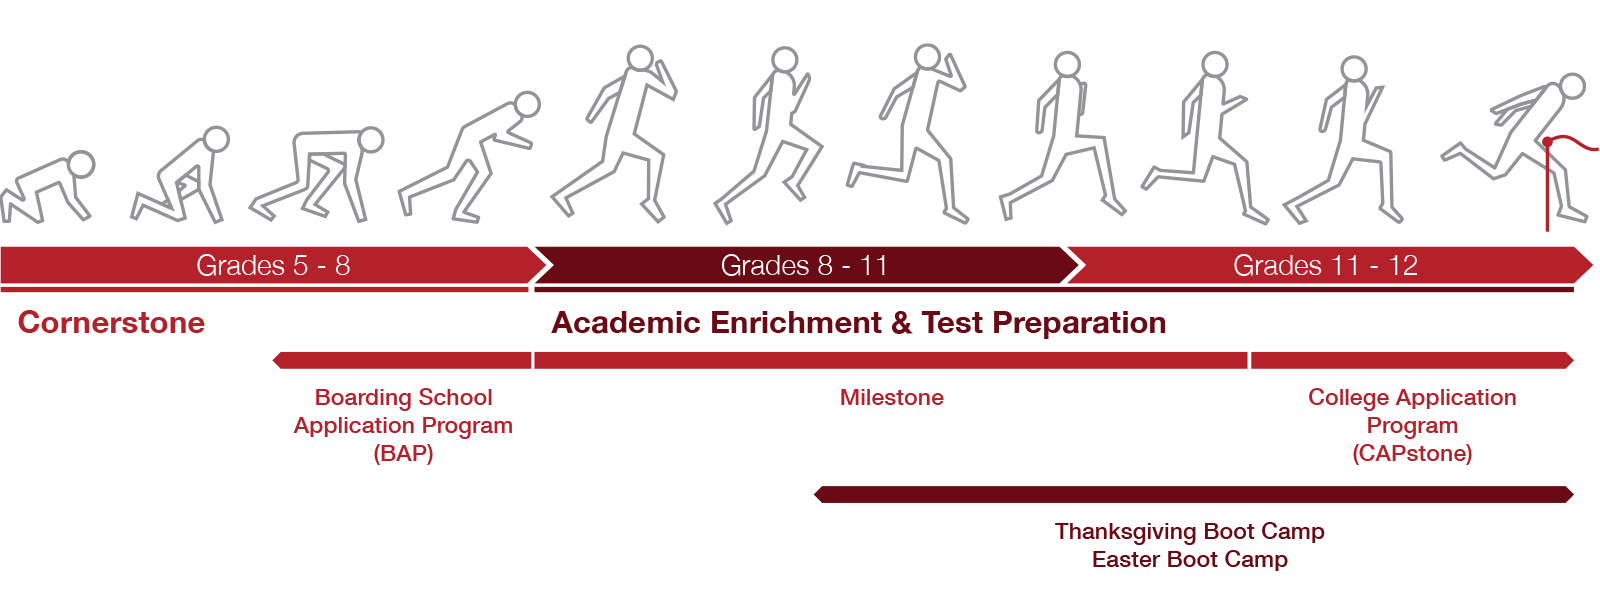 Grades 5 - 8
Grades 8 - 11
Grades 11 - 12
Cornerstone
Academic Enrichment & Test Preparation
Boarding School
Application Program
(BAP)
Milestone
College Application
Program
(CAPstone)
Thanksgiving Boot Camp
Easter Boot Camp